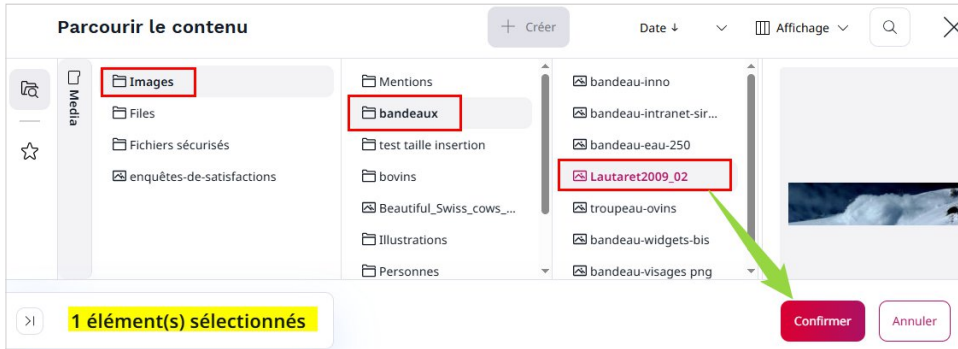 Parcourir le contenu
+ Créer
Date ↓
Affichage
Media
Images
Files
Fichiers sécurisés
enquêtes-de-satisfactions
Mentions
bandeaux
test taille insertion
bovins
Beautiful_Swiss_cows_...
Illustrations
Personnes
bandeau-inno
bandeau-intranet-sir...
bandeau-eau-250
Lautaret2009_02
troupeau-ovins
bandeau-widgets-bis
bandeau-visages png
1 élément(s) sélectionnés
Confirmer
Annuler